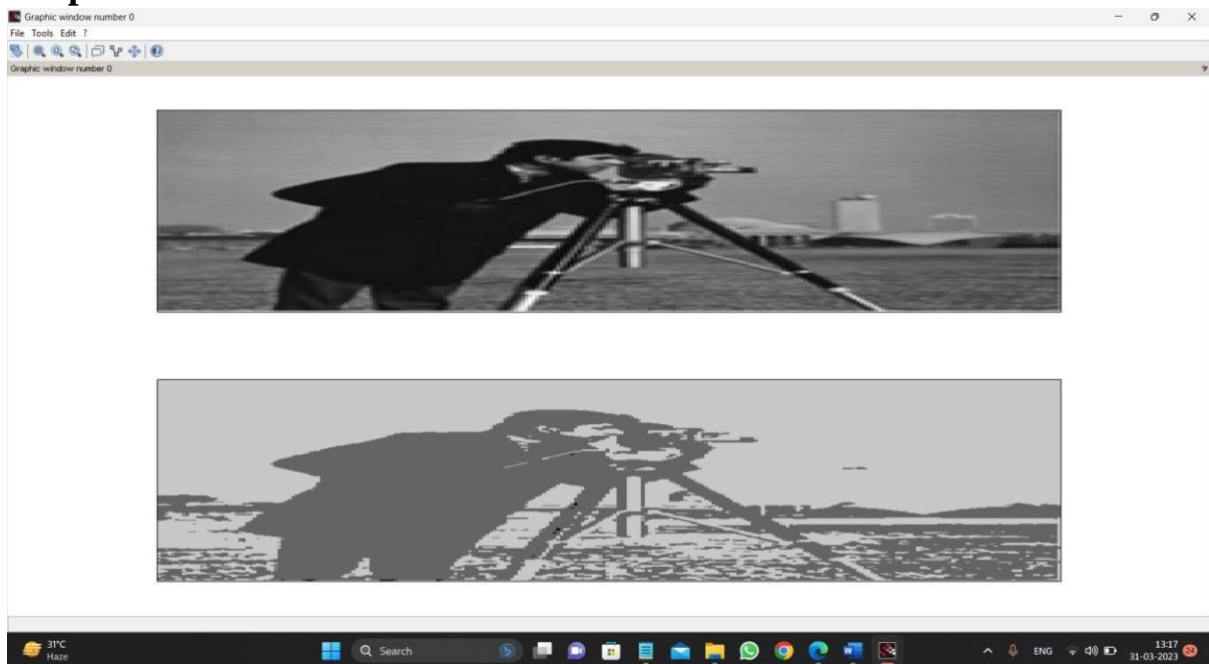 Graphic window number 0
File Tools Edit ?
Graphic window number 0
31°C
Haze
Search
ENG
13:17
31-03-2023
24